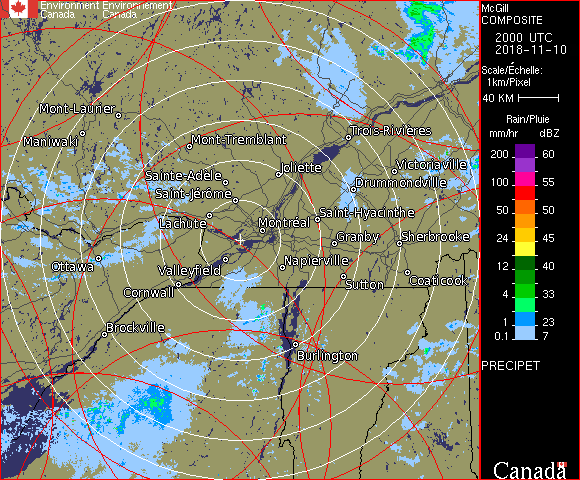 Environment Environnement
Canada Canada
McGill
COMPOSITE
2000 UTC
2018-11-10
Scale/Échelle:
1km/Pixel
40 KM
Rain/Pluie
mm/hr dBZ
200 60
100 55
50 50
24 45
12 40
4 33
1 23
0.1 7
PRECIPET
Mont-Laurier
Maniwaki
Mont-Tremblant
Trois-Rivières
Sainte-Adèle
Joliette
Victoriaville
Saint-Jérôme
Drummondville
Lachute
Montréal
Saint-Hyacinthe
Granby
Sherbrooke
Ottawa
Valleyfield
Napierville
Cornwall
Sutton
Coaticook
Brockville
Burlington
Canada